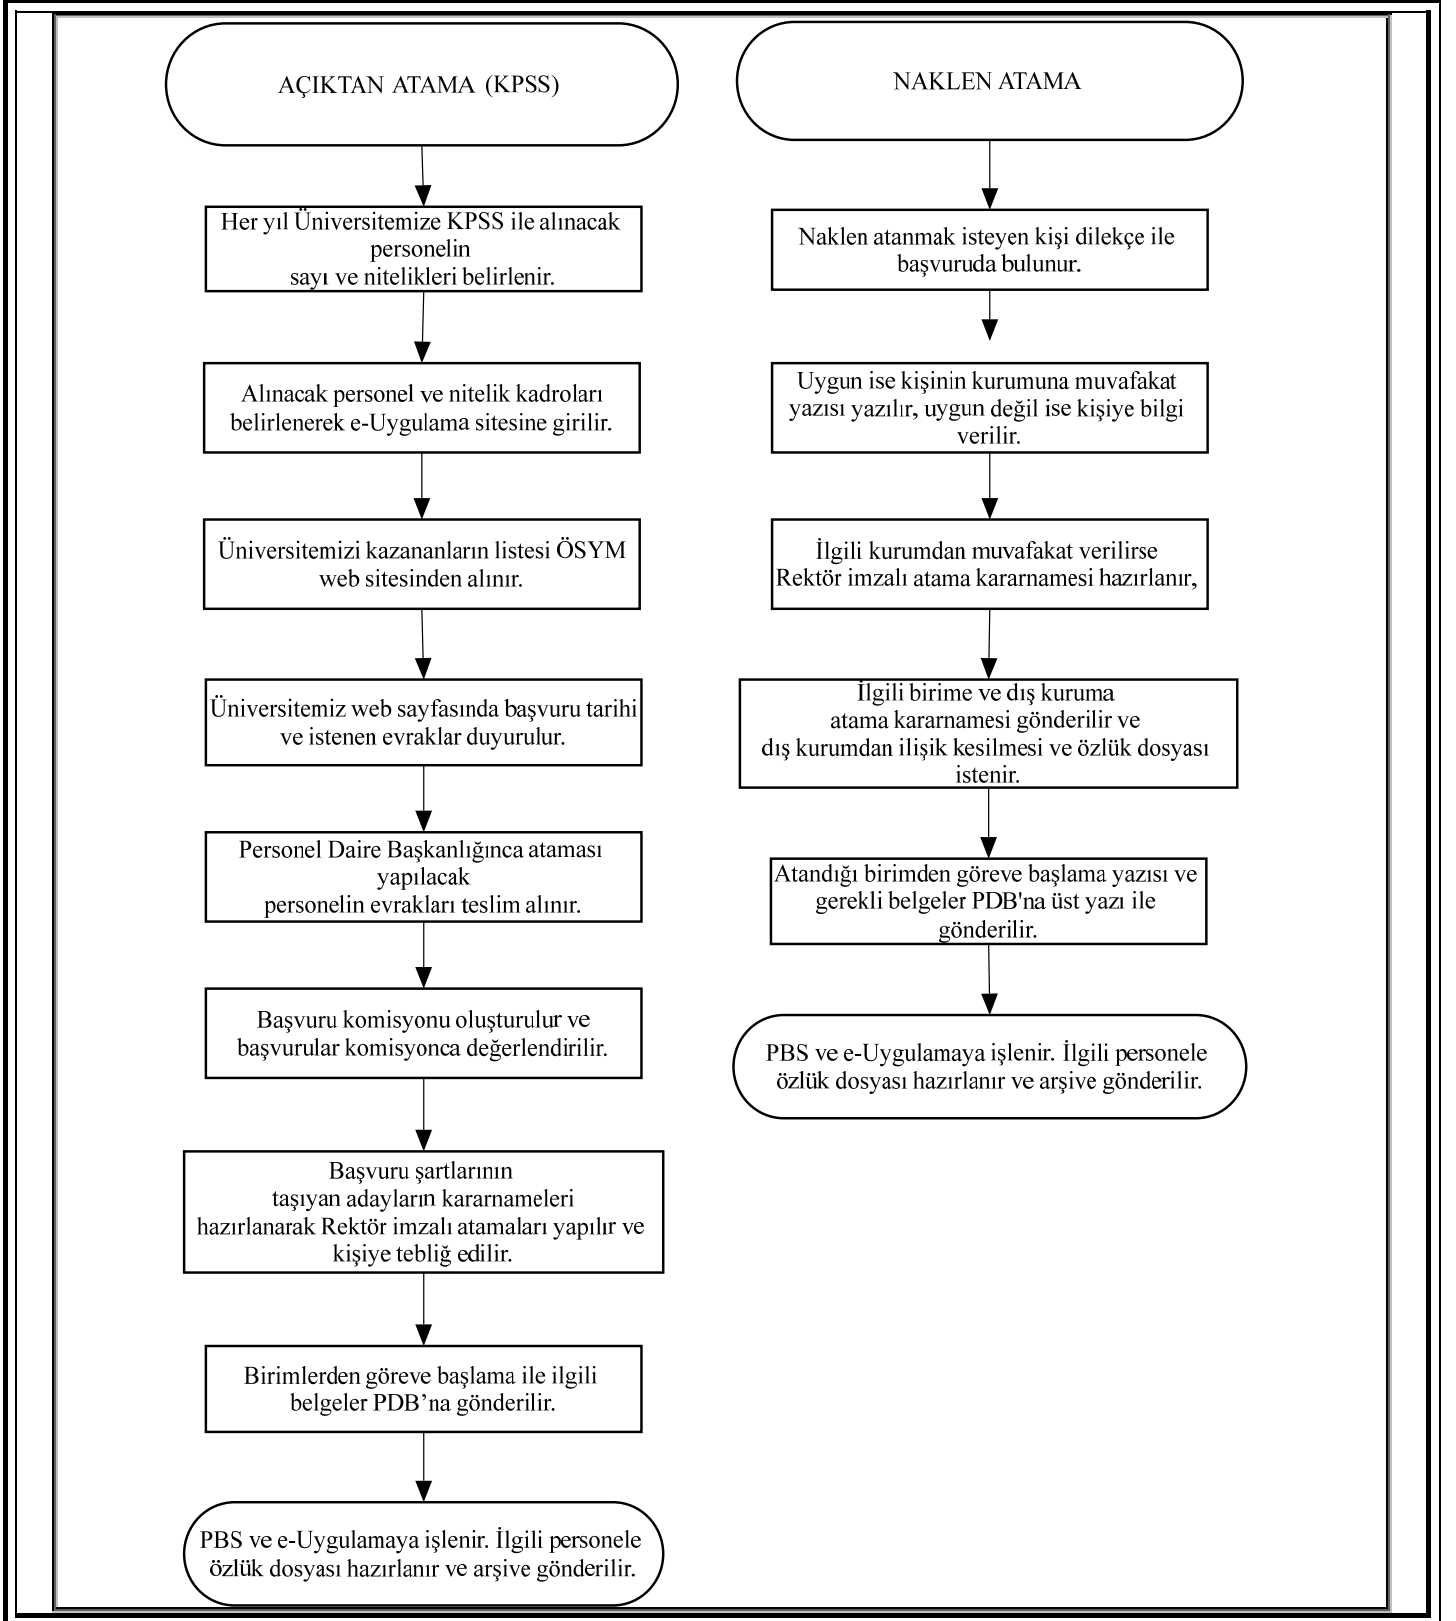 AÇIKTAN ATAMA (KPSS)
Her yıl Üniversitemize KPSS ile alınacak
personelin
sayı ve nitelikleri belirlenir.
Alınacak personel ve nitelik kadroları
belirlenerek e-Uygulama sitesine girilir.
Üniversitemizi kazananların listesi ÖSYM
web sitesinden alınır.
Üniversitemiz web sayfasında başvuru tarihi
ve istenen evraklar duyurulur.
Personel Daire Başkanlığınca ataması
yapılacak
personelin evrakları teslim alınır.
Başvuru komisyonu oluşturulur ve
başvurular komisyonca değerlendirilir.
Başvuru şartlarının
taşıyan adayların kararnameleri
hazırlanarak Rektör imzalı atamaları yapılır ve
kişiye tebliğ edilir.
Birimlerden göreve başlama ile ilgili
belgeler PDB’na gönderilir.
PBS ve e-Uygulamaya işlenir. İlgili personele
özlük dosyası hazırlanır ve arşive gönderilir.
NAKLEN ATAMA
Naklen atanmak isteyen kişi dilekçe ile
başvuruda bulunur.
Uygun ise kişinin kurumuna muvafakat
yazısı yazılır, uygun değil ise kişiye bilgi
verilir.
İlgili kurumdan muvafakat verilirse
Rektör imzalı atama kararnamesi hazırlanır,
İlgili birime ve dış kuruma
atama kararnamesi gönderilir ve
dış kurumdan ilişik kesilmesi ve özlük dosyası
istenir.
Atandığı birimden göreve başlama yazısı ve
gerekli belgeler PDB'na üst yazı ile
gönderilir.
PBS ve e-Uygulamaya işlenir. İlgili personele
özlük dosyası hazırlanır ve arşive gönderilir.